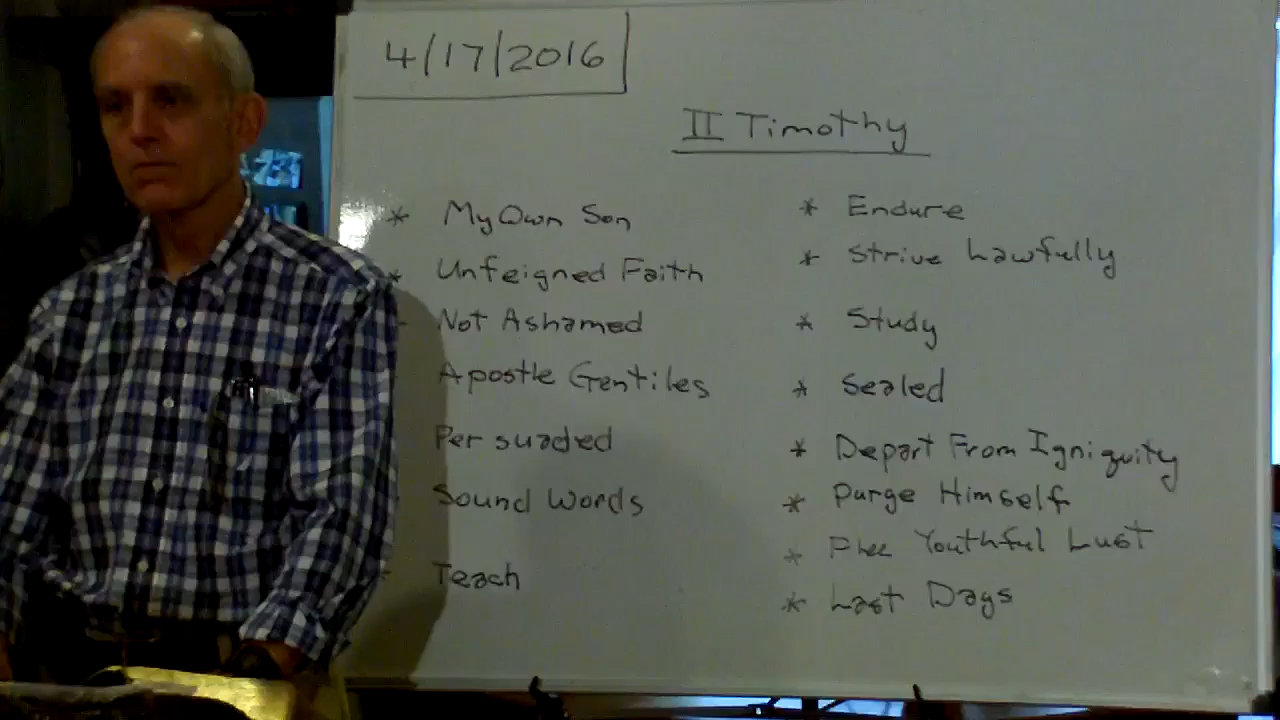 4/17/2016
II Timothy
* My Own Son
* Unfeigned Faith
Not Ashamed
Apostle Gentiles
Persuaded
Sound Words
Teach
* Endure
* Strive Lawfully
* Study
* Sealed
* Depart From Igniquity
* Purge Himself
* Flee Youthful Lust
* Last Days